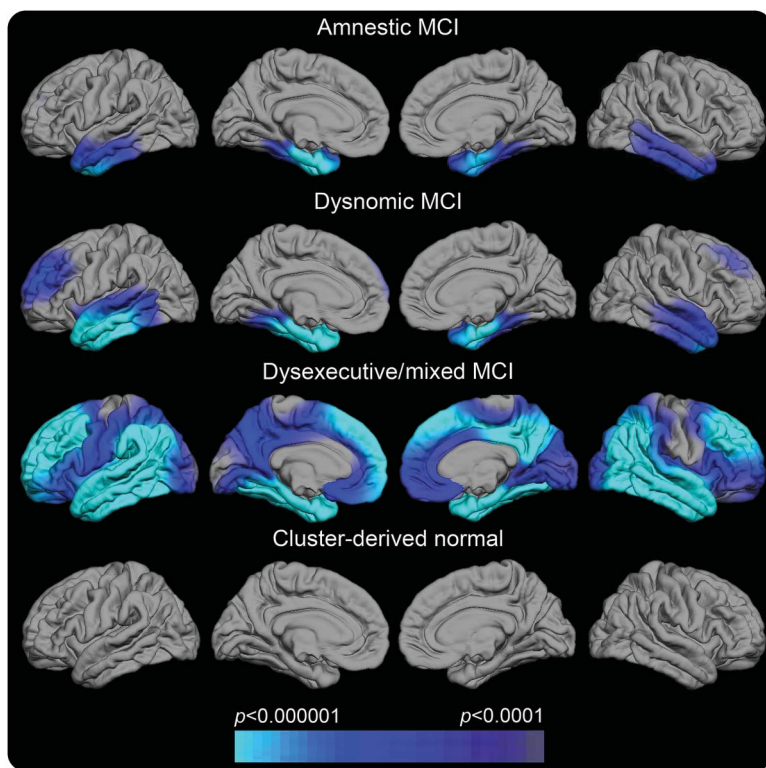 Amnestic MCI
Dysnomic MCI
Dysexecutive/mixed MCI
Cluster-derived normal
p<0.000001 p<0.0001